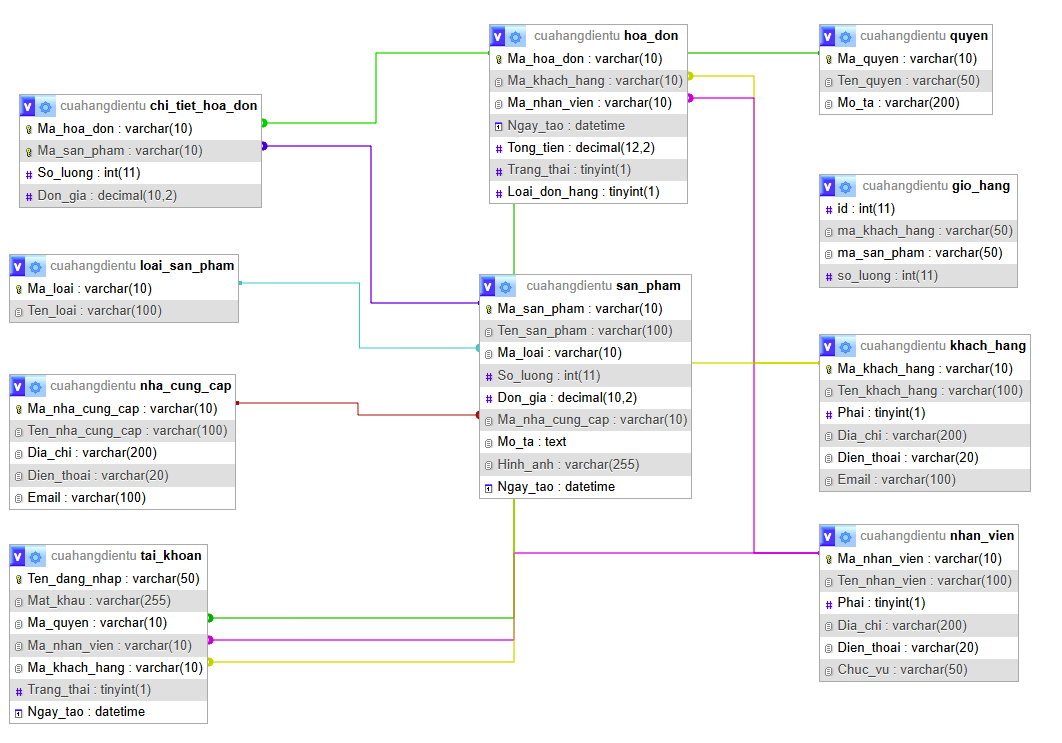 cuahangdientu chi_tiet_hoa_don
Ma_hoa_don : varchar(10)
Ma_san_pham : varchar(10)
So_luong : int(11)
Don_gia : decimal(10,2)
cuahangdientu loai_san_pham
Ma_loai : varchar(10)
Ten_loai : varchar(100)
cuahangdientu nha_cung_cap
Ma_nha_cung_cap : varchar(10)
Ten_nha_cung_cap : varchar(100)
Dia_chi : varchar(200)
Dien_thoai : varchar(20)
Email : varchar(100)
cuahangdientu tai_khoan
Ten_dang_nhap : varchar(50)
Mat_khau : varchar(255)
Ma_quyen : varchar(10)
Ma_nhan_vien : varchar(10)
Ma_khach_hang : varchar(10)
Trang_thai : tinyint(1)
Ngay_tao : datetime
cuahangdientu hoa_don
Ma_hoa_don : varchar(10)
Ma_khach_hang : varchar(10)
Ma_nhan_vien : varchar(10)
Ngay_tao : datetime
Tong_tien : decimal(12,2)
Trang_thai : tinyint(1)
Loai_don_hang : tinyint(1)
cuahangdientu san_pham
Ma_san_pham : varchar(10)
Ten_san_pham : varchar(100)
Ma_loai : varchar(10)
So_luong : int(11)
Don_gia : decimal(10,2)
Ma_nha_cung_cap : varchar(10)
Mo_ta : text
Hinh_anh : varchar(255)
Ngay_tao : datetime
cuahangdientu quyen
Ma_quyen : varchar(10)
Ten_quyen : varchar(50)
Mo_ta : varchar(200)
cuahangdientu gio_hang
id : int(11)
ma_khach_hang : varchar(50)
ma_san_pham : varchar(50)
so_luong : int(11)
cuahangdientu khach_hang
Ma_khach_hang : varchar(10)
Ten_khach_hang : varchar(100)
Phai : tinyint(1)
Dia_chi : varchar(200)
Dien_thoai : varchar(20)
Email : varchar(100)
cuahangdientu nhan_vien
Ma_nhan_vien : varchar(10)
Ten_nhan_vien : varchar(100)
Phai : tinyint(1)
Dia_chi : varchar(200)
Dien_thoai : varchar(20)
Chuc_vu : varchar(50)